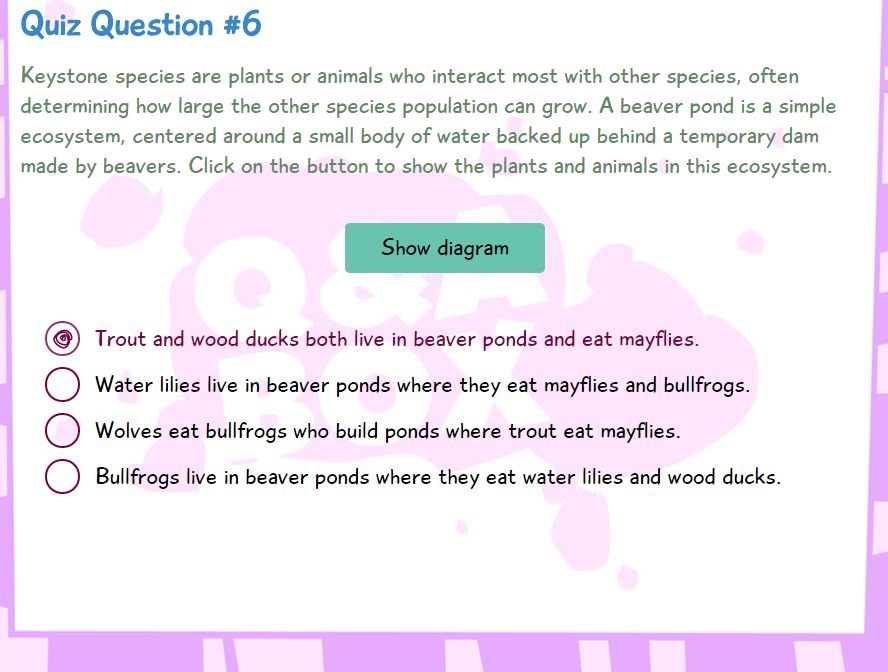 Quiz Question #6
Keystone species are plants or animals who interact most with other species, often
determining how large the other species population can grow. A beaver pond is a simple
ecosystem, centered around a small body of water backed up behind a temporary dam
made by beavers. Click on the button to show the plants and animals in this ecosystem.
Show diagram
Q&A
BOX
Trout and wood ducks both live in beaver ponds and eat mayflies.
Water lilies live in beaver ponds where they eat mayflies and bullfrogs.
Wolves eat bullfrogs who build ponds where trout eat mayflies.
Bullfrogs live in beaver ponds where they eat water lilies and wood ducks.